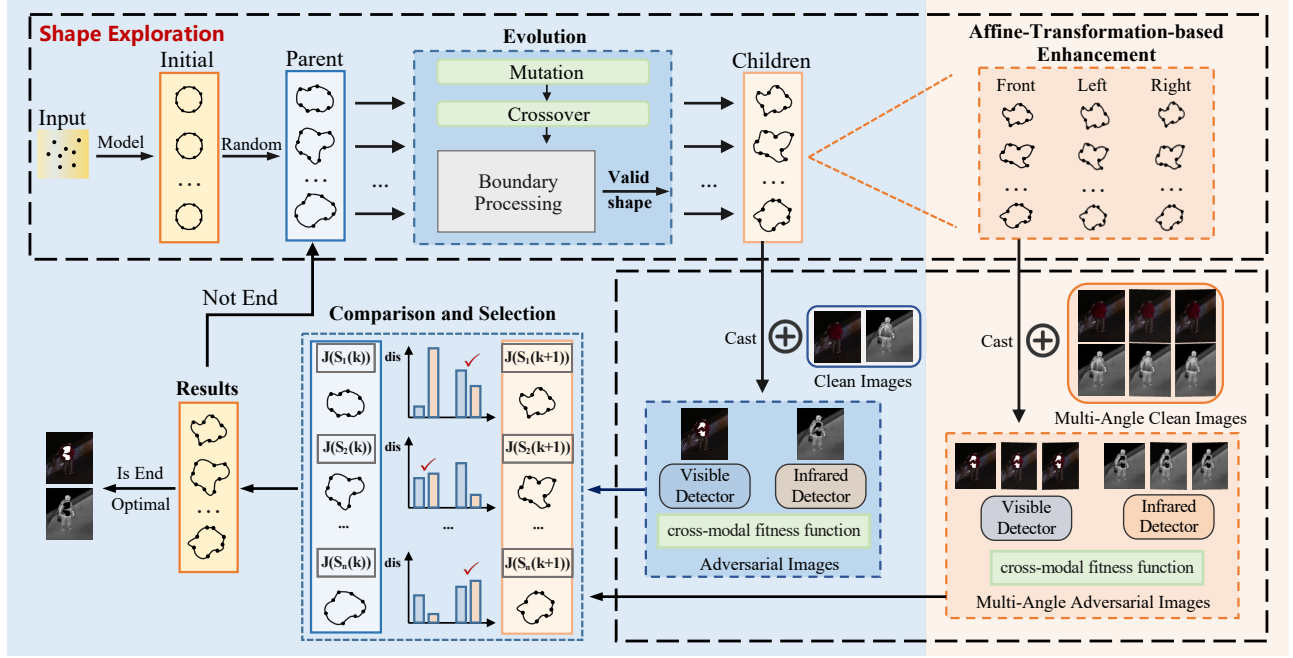 Shape Exploration
Input
Model
Initial
...
Random
Parent
...
...
Evolution
Mutation
Crossover
Boundary
Processing
Valid
shape
...
Children
...
Affine-Transformation-based
Enhancement
Front
Left
Right
...
...
...
Not End
Comparison and Selection
J(S1(k))
dis
J(S1(k+1))
J(S2(k))
dis
J(S2(k+1))
...
...
...
J(Sn(k))
dis
J(Sn(k+1))
Results
...
Is End
Optimal
Cast
Clean Images
Visible
Detector
Infrared
Detector
cross-modal fitness function
Adversarial Images
Cast
Multi-Angle Clean Images
Visible
Detector
Infrared
Detector
cross-modal fitness function
Multi-Angle Adversarial Images